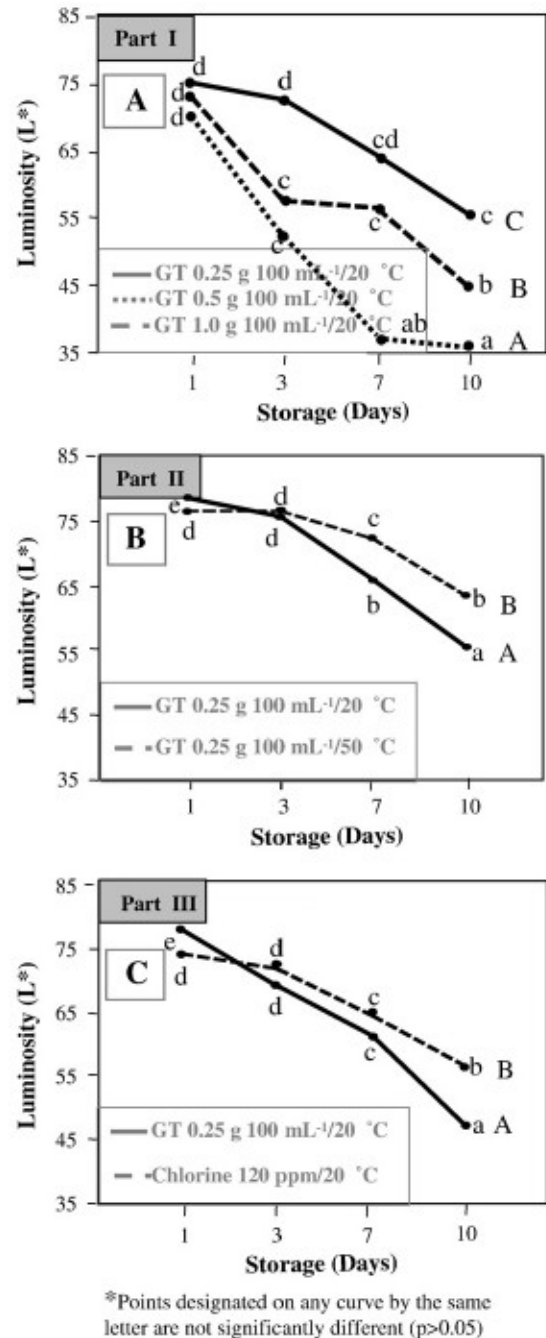 Part I
A
85
75
65
55
45
35
Luminosity (L*)
d
d
d
d
cd
c
c
c
c C
b B
ab
a A
GT 0.25 g 100 mL-1/20 °C
GT 0.5 g 100 mL-1/20 °C
GT 1.0 g 100 mL-1/20 °C
1 3 7 10
Storage (Days)
Part II
B
85
75
65
55
45
35
Luminosity (L*)
e
d
d
d
c
b
b B
a A
GT 0.25 g 100 mL-1/20 °C
GT 0.25 g 100 mL-1/50 °C
1 3 7 10
Storage (Days)
Part III
C
85
75
65
55
45
35
Luminosity (L*)
e
d
d
d
c
c
b B
a A
GT 0.25 g 100 mL-1/20 °C
Chlorine 120 ppm/20 °C
1 3 7 10
Storage (Days)
*Points designated on any curve by the same
letter are not significantly different (p>0.05)